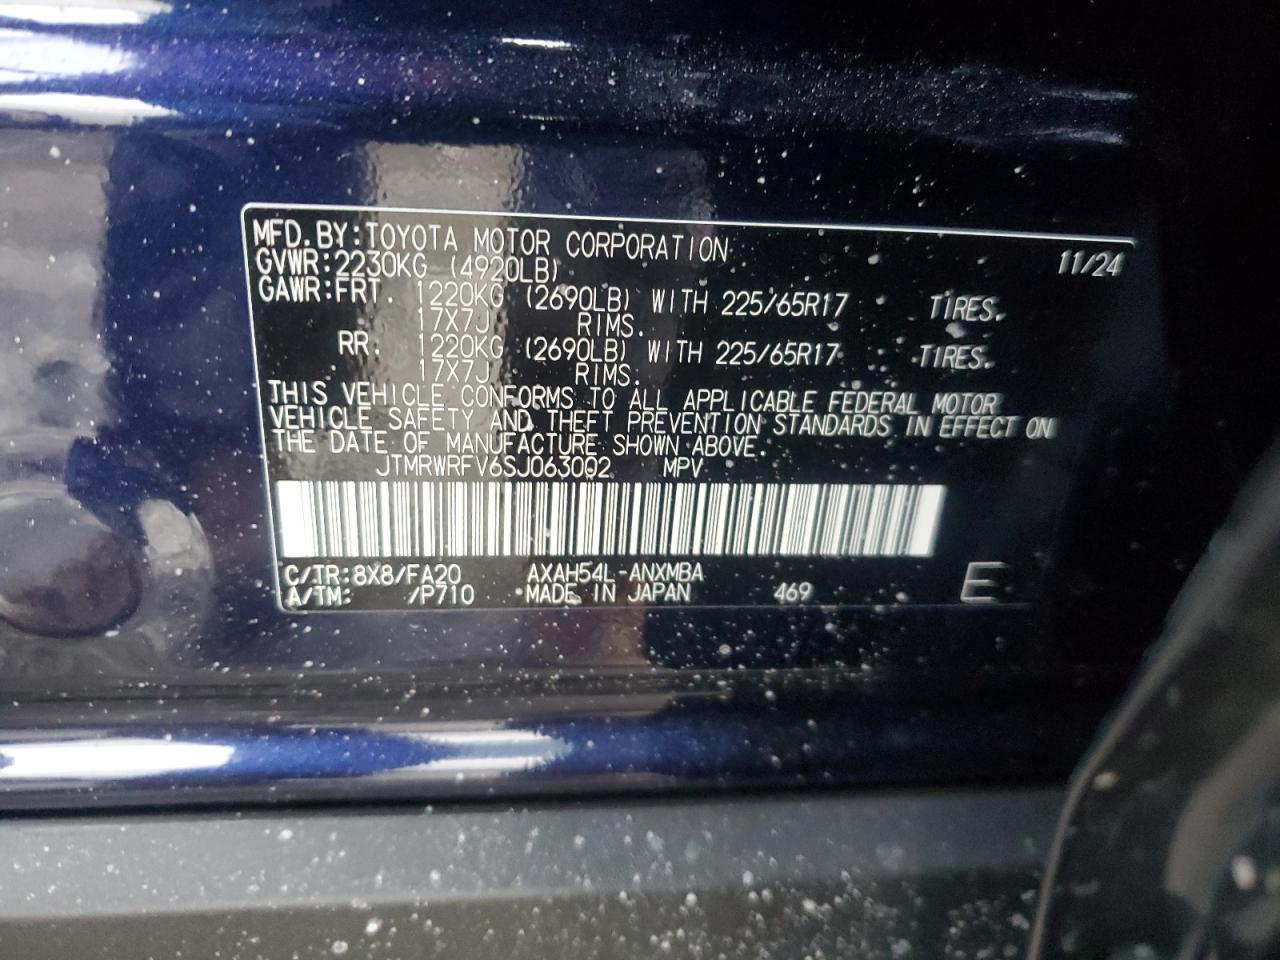 MFD.BY:TOYOTA MOTOR CORPORATION 11/24
GVWR:2230KG (4920LB)
GAWR:FRT. 1220KG (2690LB) WITH 225/65R17 TIRES.
17X7J RIMS.
RR: 1220KG (2690LB) WITH 225/65R17 TIRES.
17X7J RIMS.
THIS VEHICLE CONFORMS TO ALL APPLICABLE FEDERAL MOTOR
VEHICLE SAFETY AND THEFT PREVENTION STANDARDS IN EFFECT ON
THE DATE OF MANUFACTURE SHOWN ABOVE.
JTMRWRFV6SJ063002 MPV
C/TR:8X8/FA20 AXAH54L-ANXMBA
A/TM: /P710 MADE IN JAPAN 469 E